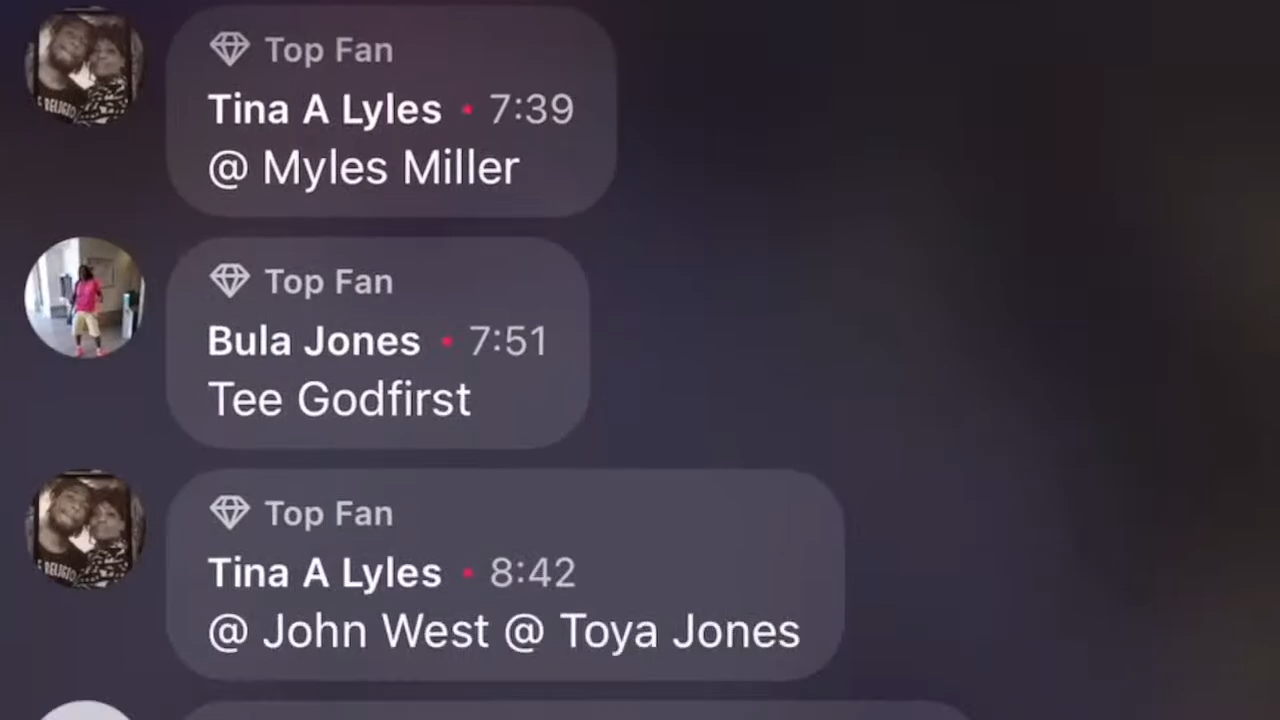 Top Fan
Tina A Lyles • 7:39
@ Myles Miller
Top Fan
Bula Jones • 7:51
Tee Godfirst
Top Fan
Tina A Lyles • 8:42
@ John West @ Toya Jones